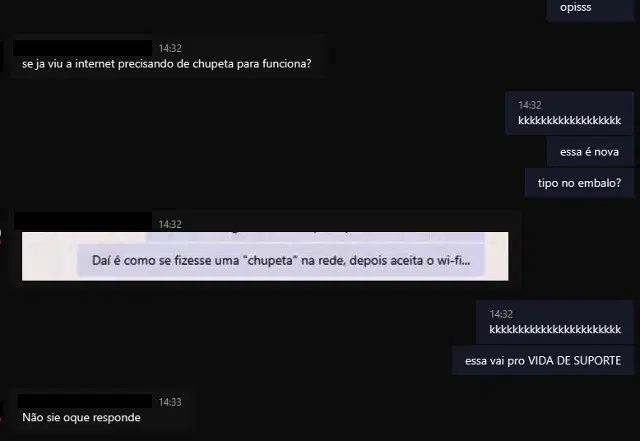 opisss
14:32
se ja viu a internet precisando de chupeta para funciona?
14:32
kkkkkkkkkkkkkkkkkk
essa é nova
tipo no embalo?
14:32
Daí é como se fizesse uma "chupeta" na rede, depois aceita o wi-fi...
14:32
kkkkkkkkkkkkkkkkkkkkkkk
essa vai pro VIDA DE SUPORTE
14:33
Não sie oque responde